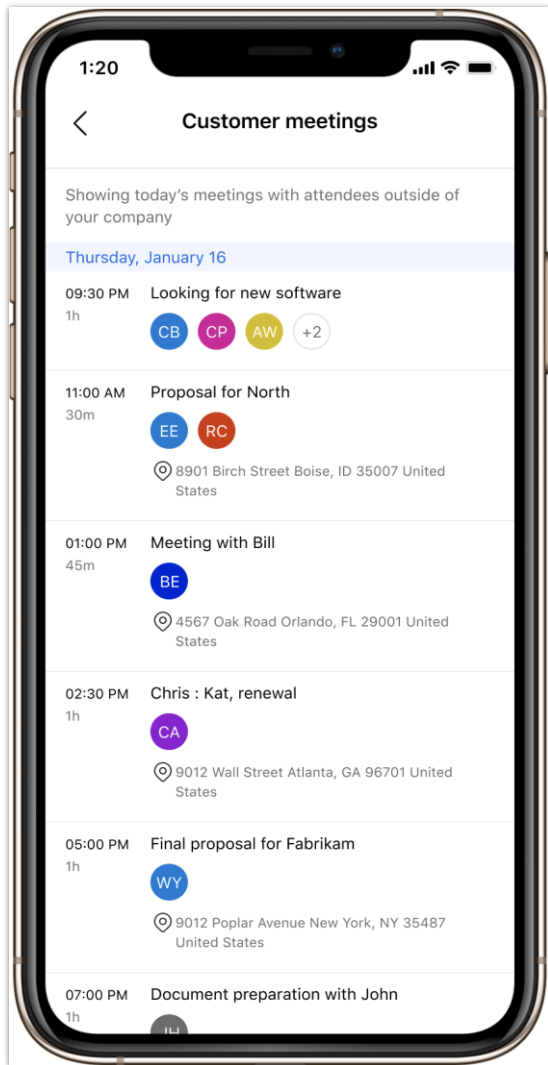 1:20
Customer meetings
Showing today's meetings with attendees outside of
your company
Thursday, January 16
09:30 PM Looking for new software
1h
CB CP AW +2
11:00 AM Proposal for North
30m
EE RC
8901 Birch Street Boise, ID 35007 United
States
01:00 PM Meeting with Bill
45m
BE
4567 Oak Road Orlando, FL 29001 United
States
02:30 PM Chris : Kat, renewal
1h
CA
9012 Wall Street Atlanta, GA 96701 United
States
05:00 PM Final proposal for Fabrikam
1h
WY
9012 Poplar Avenue New York, NY 35487
United States
07:00 PM Document preparation with John
1h
JH